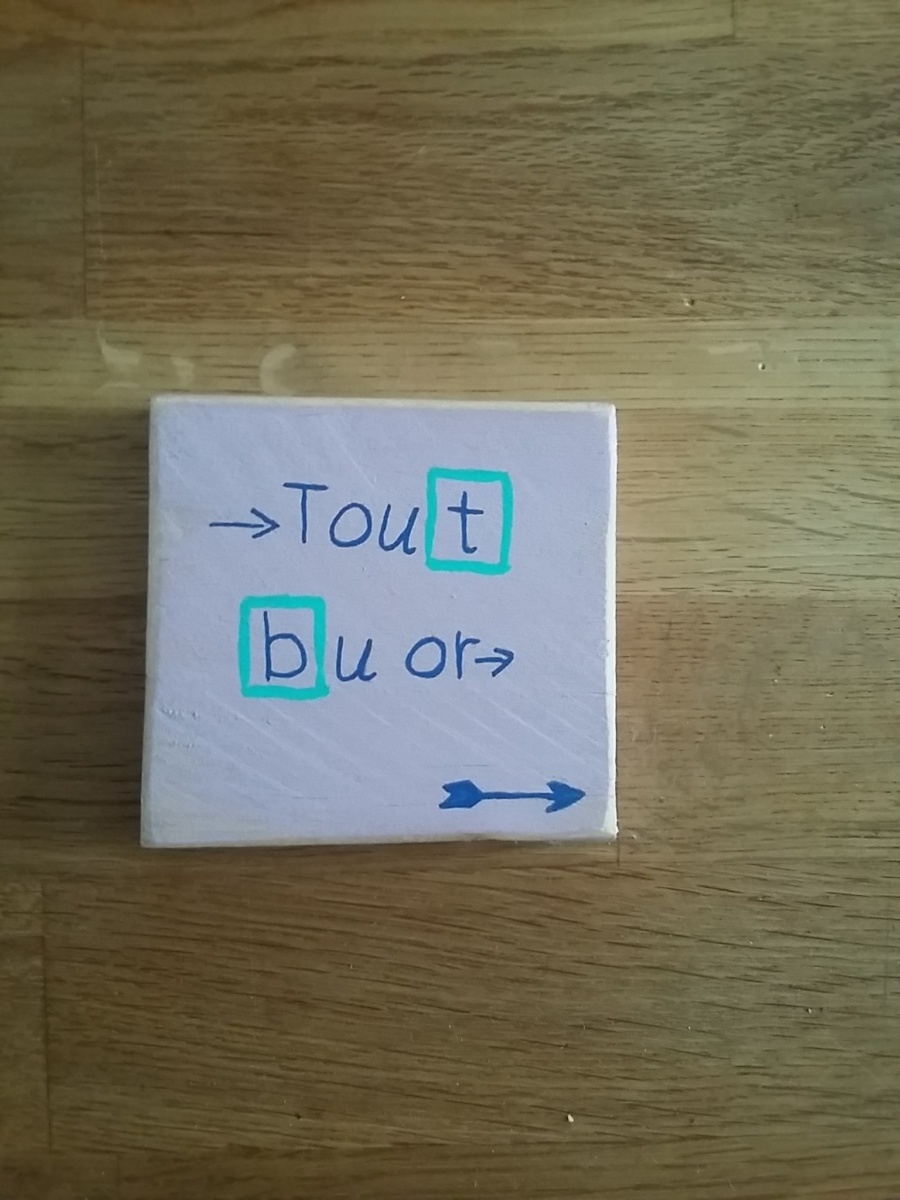 →Tout
bu or→